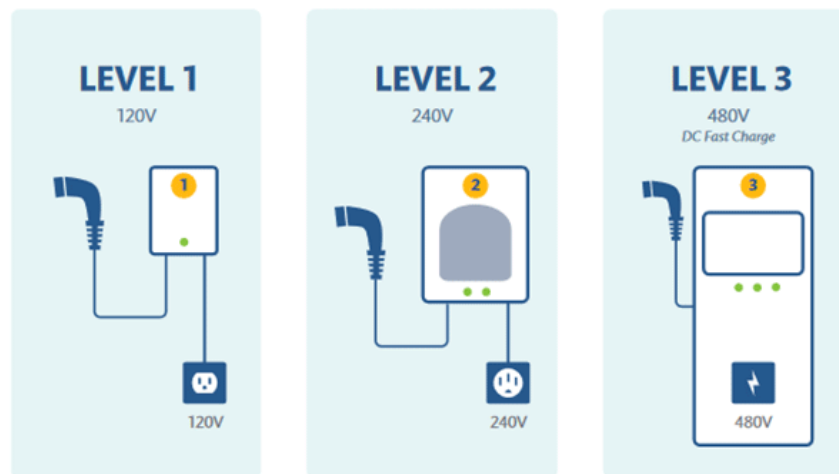 LEVEL 1
120V
1
120V
LEVEL 2
240V
2
240V
LEVEL 3
480V
DC Fast Charge
3
480V